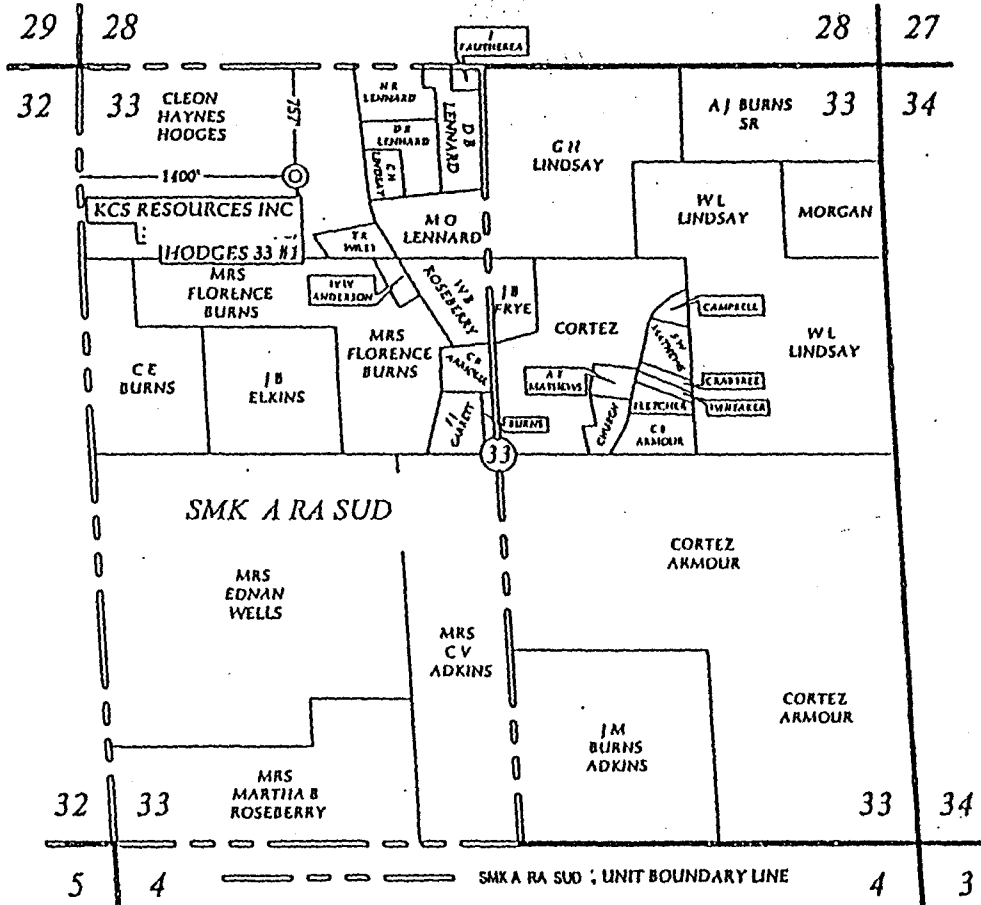 29 28
28 27
32 33
33 34
FAUTHEREA
CLEON
HAYNES
HODGES
757'
1400'
KCS RESOURCES INC
HODGES 33 #1
LENNARD
D B
LENNARD
D B
LENNARD
LINDSAY
G H
LINDSAY
A J BURNS
SR
W L
LINDSAY
MORGAN
M O
LENNARD
WILLI
ANDERSON
W B
ROSEBERRY
J B
FRYE
CORTEZ
CAMPBELL
MRS
FLORENCE
BURNS
MRS
FLORENCE
BURNS
C E
BURNS
J B
ELKINS
GARRETT
BURNS
MATHEWS
CHURCH
CRABTREE
WHITAKER
FLETCHER
C B
ARMOUR
W L
LINDSAY
33
SMK A RA SUD
CORTEZ
ARMOUR
MRS
EDNAN
WELLS
MRS
C V
ADKINS
CORTEZ
ARMOUR
J M
BURNS
ADKINS
MRS
MARTHA B
ROSEBERRY
32 33
33 34
5 4
SMK A RA SUD ; UNIT BOUNDARY LINE
4 3